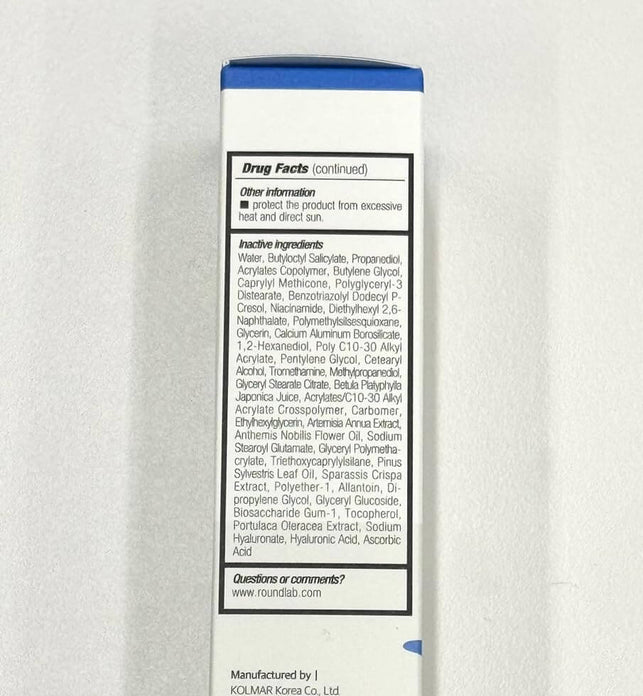 Drug Facts (continued)
Other information
■ protect the product from excessive
heat and direct sun.
Inactive ingredients
Water, Butyloctyl Salicylate, Propanediol,
Acrylates Copolymer, Butylene Glycol,
Caprylyl Methicone, Polyglyceryl-3
Distearate, Benzotriazolyl Dodecyl P-
Cresol, Niacinamide, Diethylhexyl 2,6-
Naphthalate, Polymethylsilsesquioxane,
Glycerin, Calcium Aluminum Borosilicate,
1,2-Hexanediol, Poly C10-30 Alkyl
Acrylate, Pentylene Glycol, Cetearyl
Alcohol, Tromethamine, Methylpropanediol,
Glyceryl Stearate Citrate, Betula Platyphylla
Japonica Juice, Acrylates/C10-30 Alkyl
Acrylate Crosspolymer, Carbomer,
Ethylhexylglycerin, Artemisia Annua Extract,
Anthemis Nobilis Flower Oil, Sodium
Stearoyl Glutamate, Glyceryl Polymetha-
crylate, Triethoxycaprylylsilane, Pinus
Sylvestris Leaf Oil, Sparassis Crispa
Extract, Polyether-1, Allantoin, Di-
propylene Glycol, Glyceryl Glucoside,
Biosaccharide Gum-1, Tocopherol,
Portulaca Oleracea Extract, Sodium
Hyaluronate, Hyaluronic Acid, Ascorbic
Acid
Questions or comments?
www.roundlab.com
Manufactured by |
KOLMAR Korea Co., Ltd.